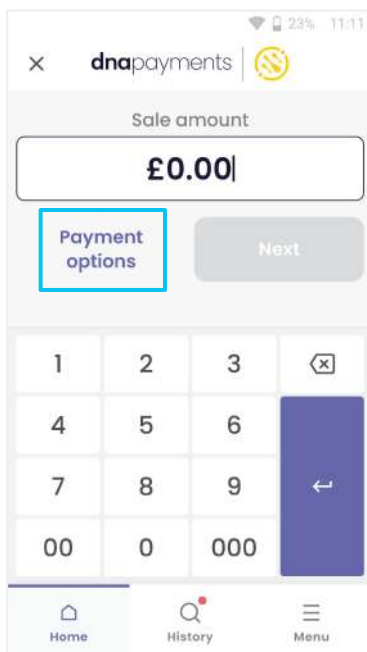 23% 11:11
dnapayments
Sale amount
£0.00
Payment
options
Next
1 2 3
4 5 6
7 8 9
00 0 000
Home History Menu